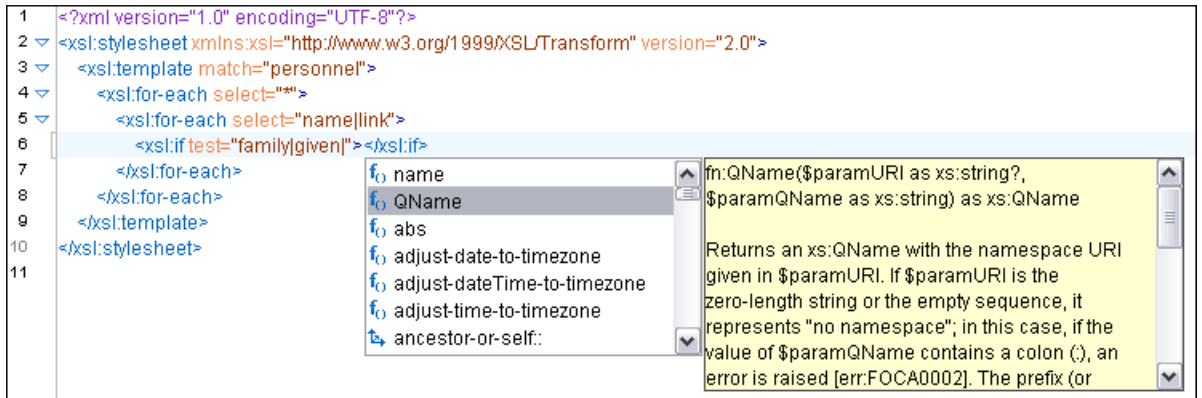 1 <?xml version="1.0" encoding="UTF-8"?>
2 <xsl:stylesheet xmlns:xsl="http://www.w3.org/1999/XSL/Transform" version="2.0">
3 <xsl:template match="personnel">
4 <xsl:for-each select="*">
5 <xsl:for-each select="name|link">
6 <xsl:if test="family|given|"></xsl:if>
7 </xsl:for-each>
8 </xsl:for-each>
9 </xsl:template>
10 </xsl:stylesheet>
11
f() name
f() QName
f() abs
f() adjust-date-to-timezone
f() adjust-dateTime-to-timezone
f() adjust-time-to-timezone
ancestor-or-self::
fn:QName($paramURI as xs:string?,
$paramQName as xs:string) as xs:QName
Returns an xs:QName with the namespace URI
given in $paramURI. If $paramURI is the
zero-length string or the empty sequence, it
represents "no namespace"; in this case, if the
value of $paramQName contains a colon (:), an
error is raised [err:FOCA0002]. The prefix (or